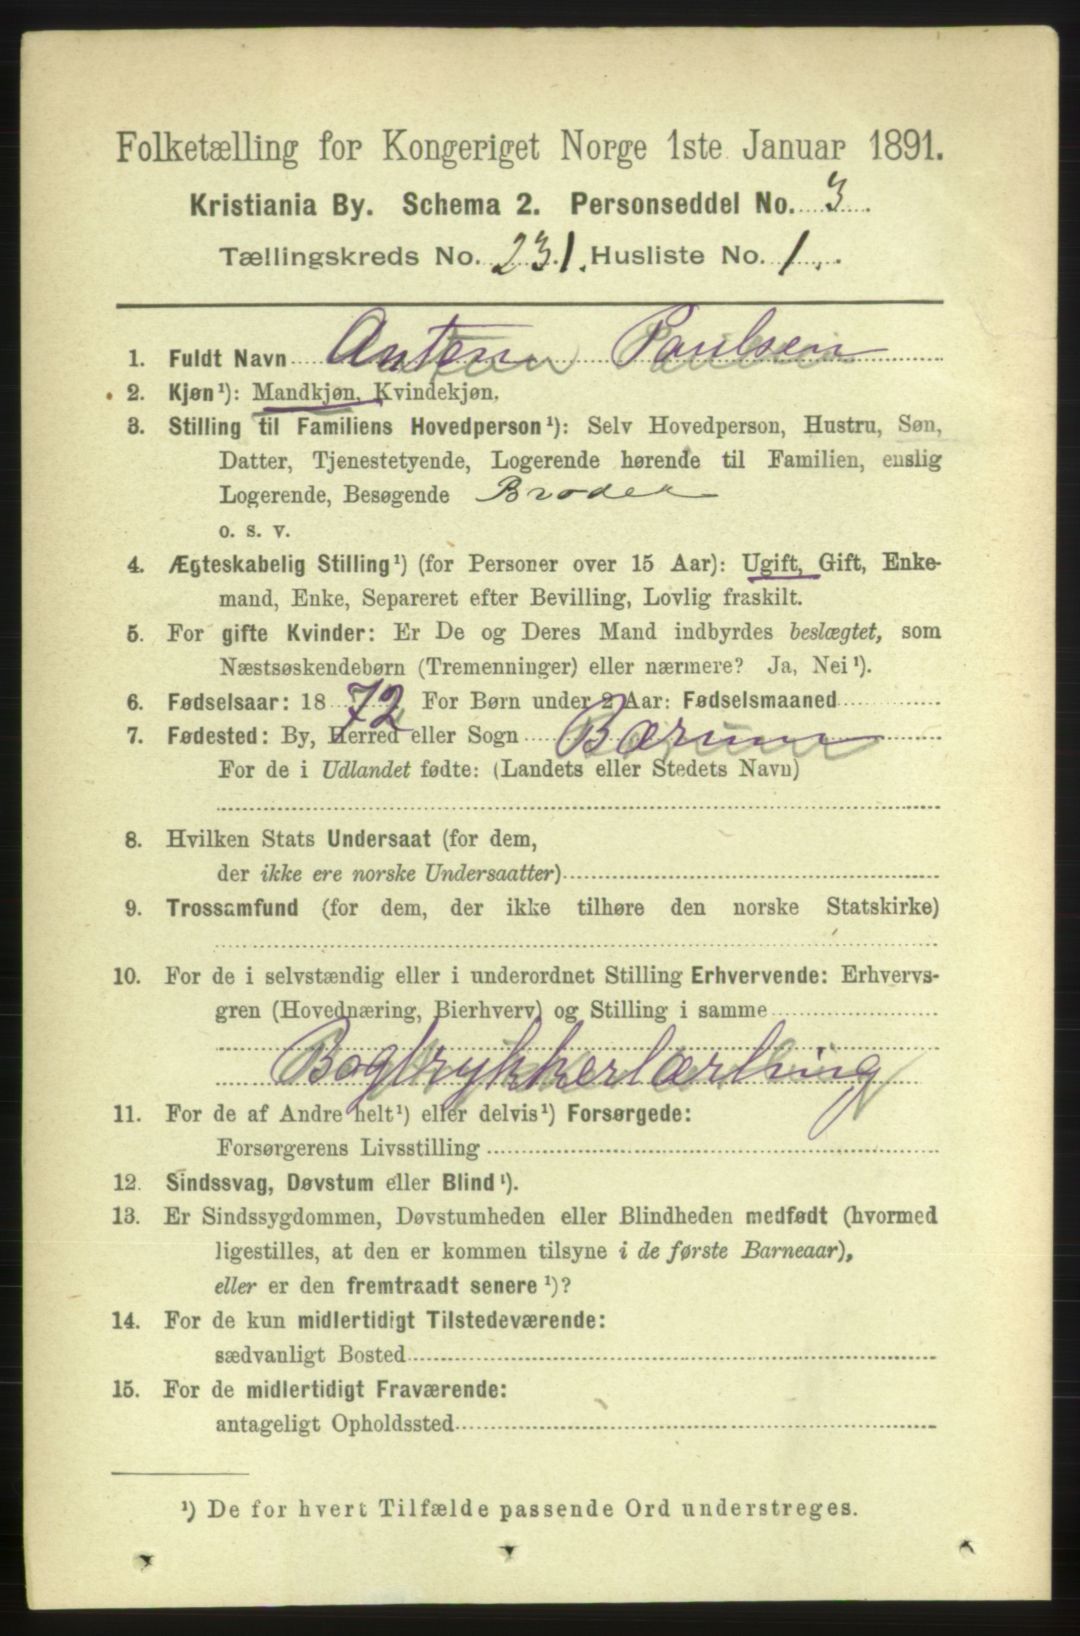 Folketælling for Kongeriget Norge 1ste Januar 1891.
Kristiania By. Schema 2. Personseddel No. 3
Tællingskreds No. 231. Husliste No. 1.
1. Fuldt Navn Anton Paulsen
2. Kjøn¹): Mandkjøn, Kvindekjøn.
3. Stilling til Familiens Hovedperson¹): Selv Hovedperson, Hustru, Søn,
Datter, Tjenestetyende, Logerende hørende til Familien, enslig
Logerende, Besøgende Broder
o. s. v.
4. Ægteskabelig Stilling¹) (for Personer over 15 Aar): Ugift, Gift, Enke-
mand, Enke, Separeret efter Bevilling, Lovlig fraskilt.
5. For gifte Kvinder: Er De og Deres Mand indbyrdes beslægtet, som
Næstsøskendebørn (Tremenninger) eller nærmere? Ja, Nei¹).
6. Fødselsaar: 1872 For Børn under 2 Aar: Fødselsmaaned
7. Fødested: By, Herred eller Sogn Bærum
For de i Udlandet fødte: (Landets eller Stedets Navn)
8. Hvilken Stats Undersaat (for dem,
der ikke ere norske Undersaatter)
9. Trossamfund (for dem, der ikke tilhøre den norske Statskirke)
10. For de i selvstændig eller i underordnet Stilling Erhvervende: Erhvervs-
gren (Hovednæring, Bierhverv) og Stilling i samme
Bogtrykkerlærling
11. For de af Andre helt¹) eller delvis¹) Forsørgede:
Forsørgerens Livsstilling
12. Sindssvag, Døvstum eller Blind¹).
13. Er Sindssygdommen, Døvstumheden eller Blindheden medfødt (hvormed
ligestilles, at den er kommen tilsyne i de første Barneaar),
eller er den fremtraadt senere¹)?
14. For de kun midlertidigt Tilstedeværende:
sædvanligt Bosted
15. For de midlertidigt Fraværende:
antageligt Opholdssted
¹) De for hvert Tilfælde passende Ord understreges.